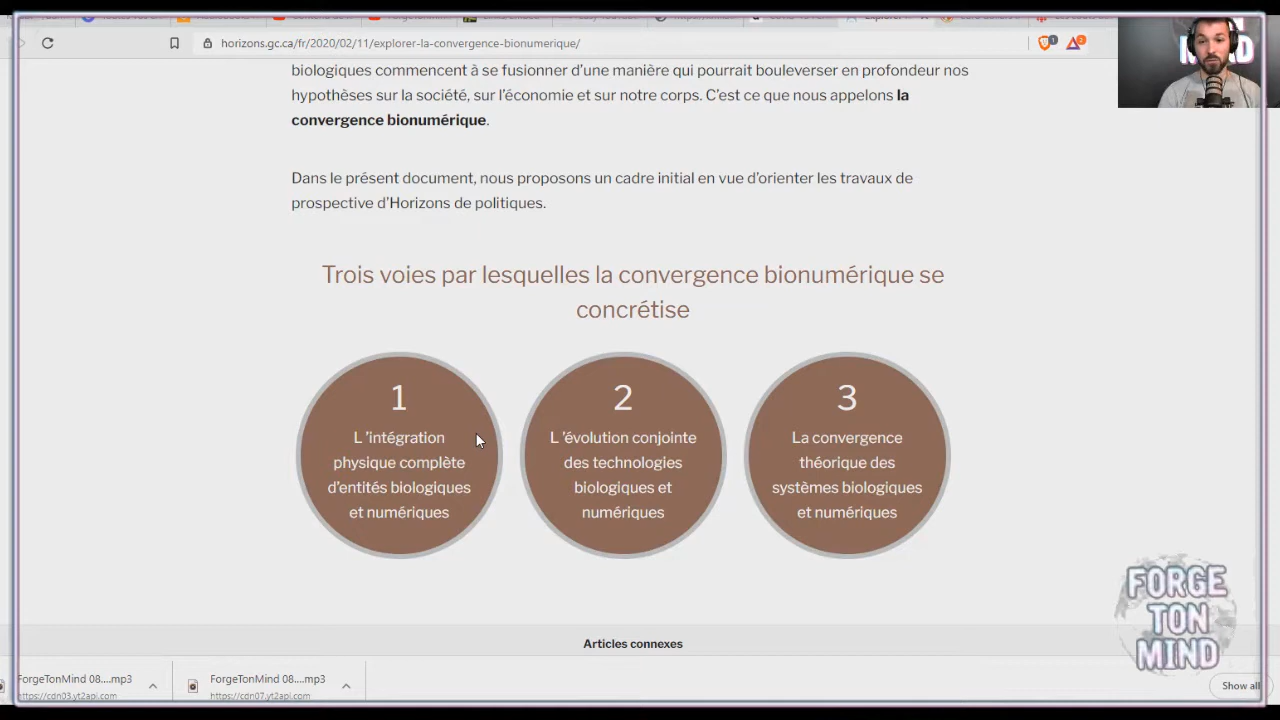 horizons.gc.ca/fr/2020/02/11/explorer-la-convergence-bionumerique/
1
2
MIND
biologiques commencent à se fusionner d'une manière qui pourrait bouleverser en profondeur nos
hypothèses sur la société, sur l'économie et sur notre corps. C'est ce que nous appelons la
convergence bionumérique.
Dans le présent document, nous proposons un cadre initial en vue d'orienter les travaux de
prospective d'Horizons de politiques.
Trois voies par lesquelles la convergence bionumérique se
concrétise
1
L 'intégration
physique complète
d'entités biologiques
et numériques
2
L 'évolution conjointe
des technologies
biologiques et
numériques
3
La convergence
théorique des
systèmes biologiques
et numériques
FORGE
TON
MIND
Articles connexes
ForgeTonMind 08....mp3
https://cdn03.yt2api.com
ForgeTonMind 08....mp3
https://cdn07.yt2api.com
Show all